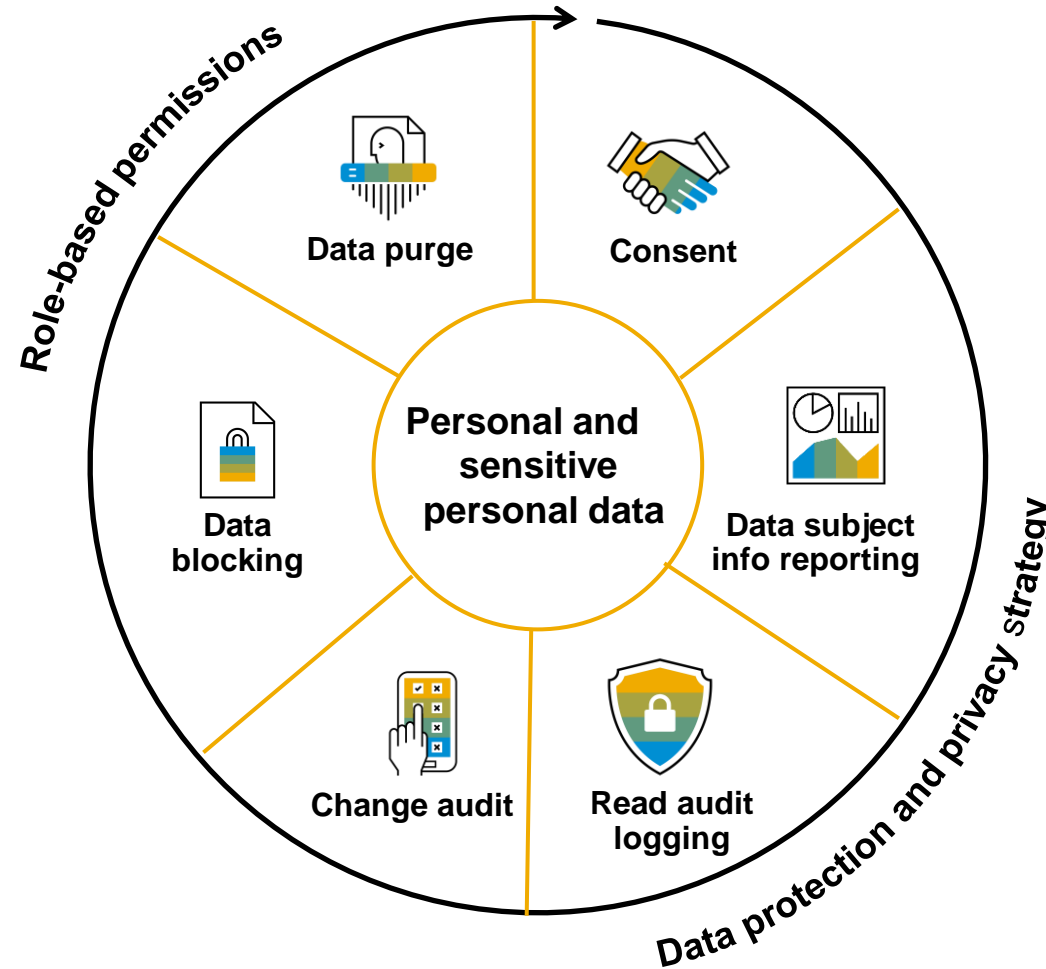 Role-based permissions
Data purge
Consent
Personal and
sensitive
personal data
Data
blocking
Data subject
info reporting
Change audit
Read audit
logging
Data protection and privacy strategy